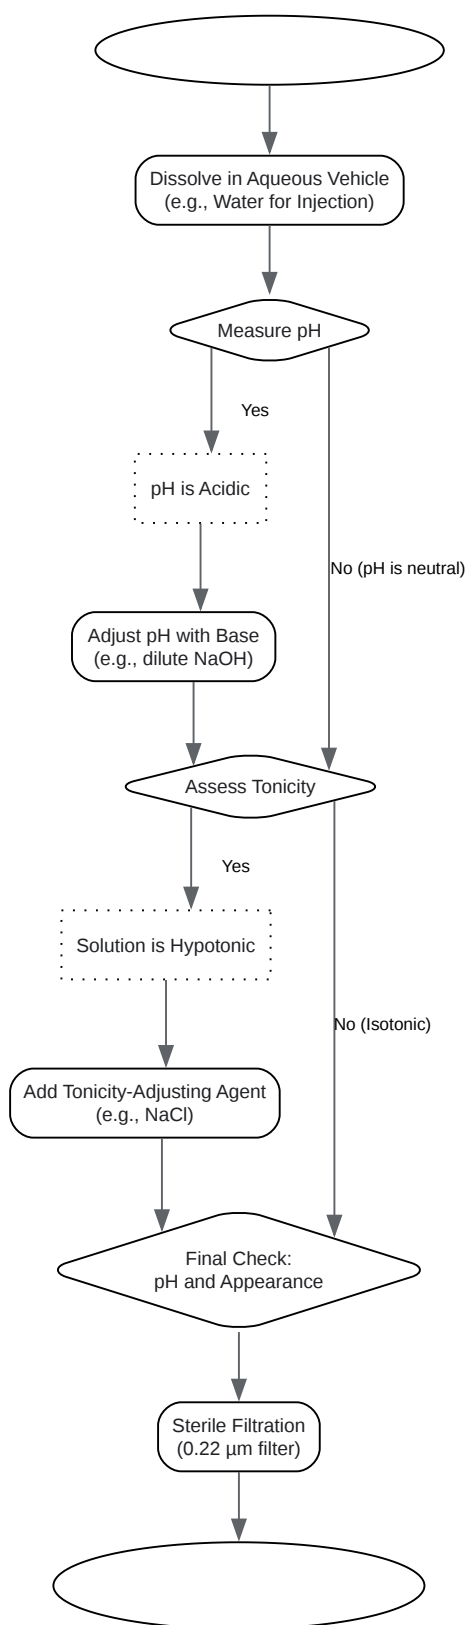 Dissolve in Aqueous Vehicle
(e.g., Water for Injection)
Measure pH
Yes
pH is Acidic
No (pH is neutral)
Adjust pH with Base
(e.g., dilute NaOH)
Assess Tonicity
Yes
Solution is Hypotonic
No (Isotonic)
Add Tonicity-Adjusting Agent
(e.g., NaCl)
Final Check:
pH and Appearance
Sterile Filtration
(0.22 µm filter)